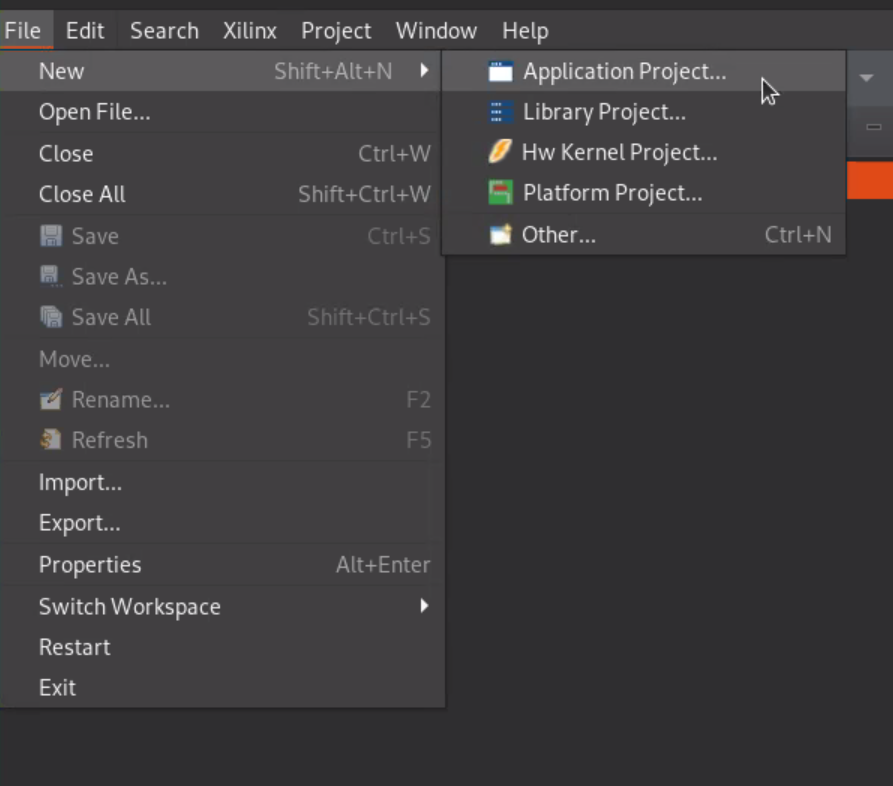 File Edit Search Xilinx Project Window Help
New Shift+Alt+N
Open File...
Close Ctrl+W
Close All Shift+Ctrl+W
Save Ctrl+S
Save As...
Save All Shift+Ctrl+S
Move...
Rename... F2
Refresh F5
Import...
Export...
Properties Alt+Enter
Switch Workspace
Restart
Exit
Application Project...
Library Project...
Hw Kernel Project...
Platform Project...
Other... Ctrl+N